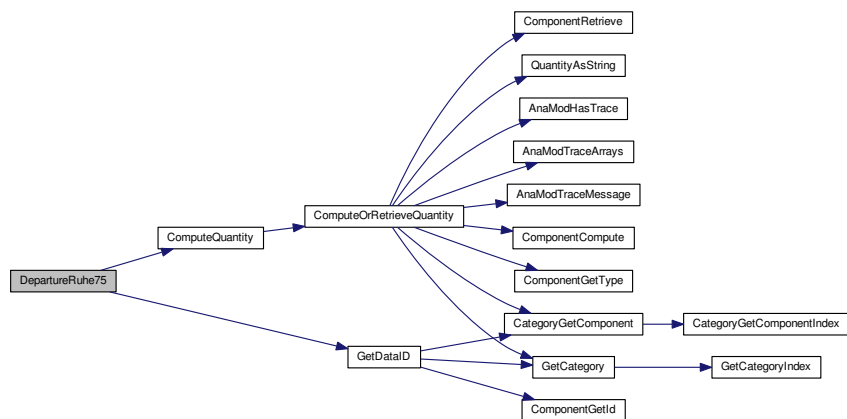 ComponentRetrieve
QuantityAsString
AnaModHasTrace
AnaModTraceArrays
AnaModTraceMessage
ComputeOrRetrieveQuantity
ComputeQuantity
ComponentCompute
DepartureRuhe75
ComponentGetType
CategoryGetComponent
CategoryGetComponentIndex
GetDataID
GetCategory
GetCategoryIndex
ComponentGetId